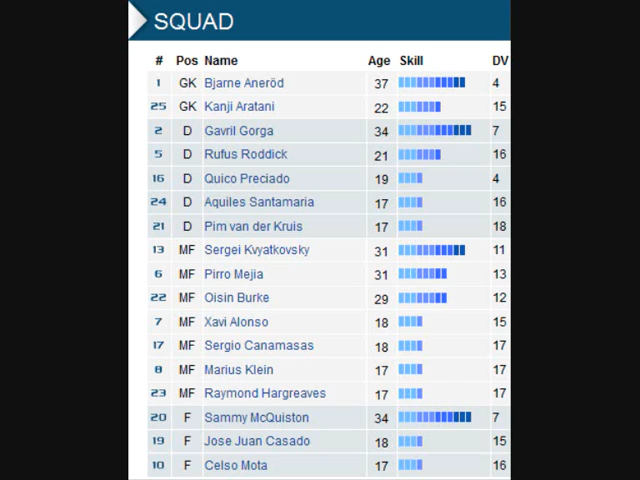 SQUAD
# Pos Name Age Skill DV
1 GK Bjarne Aneröd 37 4
25 GK Kanji Aratani 22 15
2 D Gavril Gorga 34 7
5 D Rufus Roddick 21 16
16 D Quico Preciado 19 4
24 D Aquiles Santamaria 17 16
21 D Pim van der Kruis 17 18
13 MF Sergei Kvyatkovsky 31 11
6 MF Pirro Mejia 31 13
22 MF Oisin Burke 29 12
7 MF Xavi Alonso 18 15
17 MF Sergio Canamasas 18 17
8 MF Marius Klein 17 17
23 MF Raymond Hargreaves 17 17
20 F Sammy McQuiston 34 7
19 F Jose Juan Casado 18 15
10 F Celso Mota 17 16